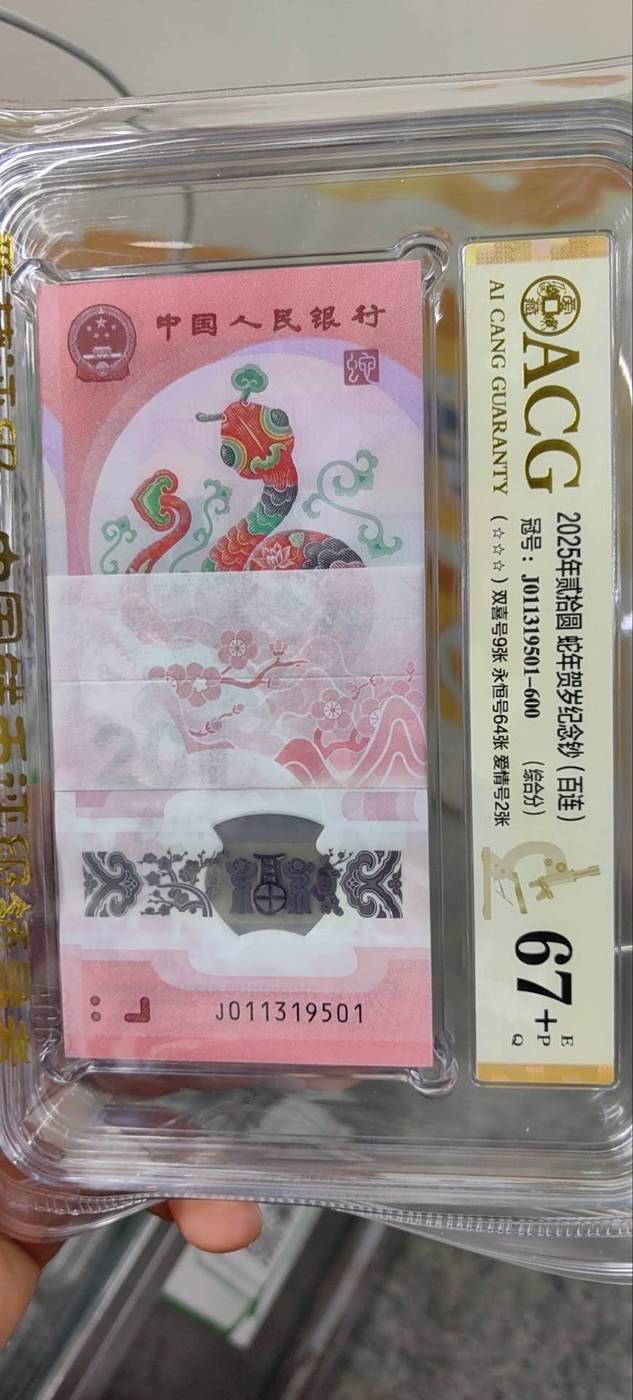 中国人民银行
20
J011319501
ACG
AI CANG GUARANTY
2025年贰拾圆 蛇年贺岁纪念钞（百连）
冠号：J011319501-600 （综合分）
（☆☆☆）双喜号9张 永恒号64张 爱情号2张
67+
E
P
Q